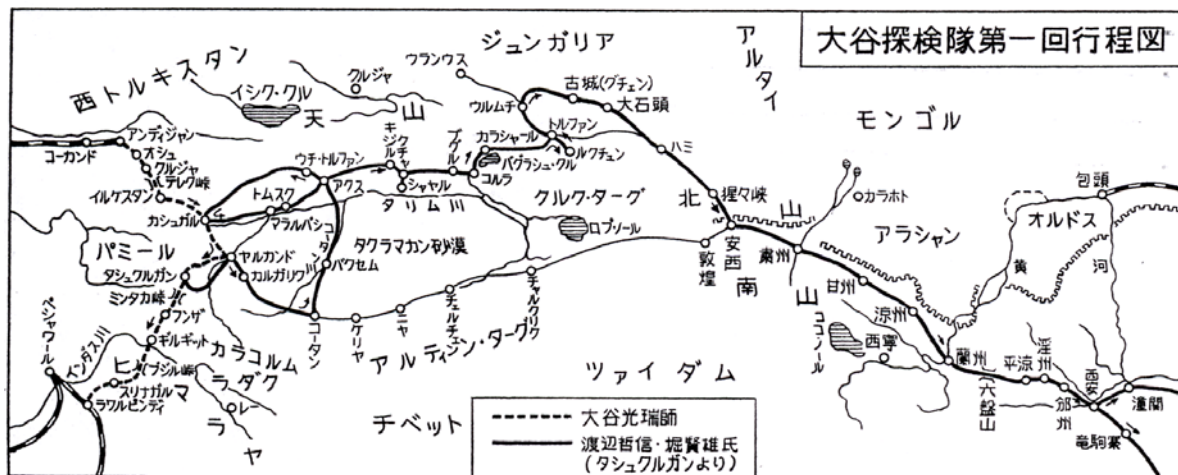 大谷探検隊第一回行程図
ジュンガリア
アルタイ
モンゴル
西トルキスタン
イシク・クル
クルジャ
天山
ウランウス
ウルムチ
古城(グチェン)
大石頭
トルファン
ルクチュン
ハミ
カラシャール
バグラシュ・クル
ブグル
コルラ
クチャ
キジル
シャヤル
タリム川
クルク・ターグ
ウチ・トルファン
アクス
トムスク
マラルバシ
コーカンド
アンディジャン
オシュ
クルジャ
テレク峠
イルケスタン
カシュガル
パミール
ヤルカンド
カルガリク
タシュクルガン
ミンタカ峠
フンザ
ギルギット
ブジル峠
スリナガル
ラワルピンディ
ペシャワール
インダス川
カラコルム
ヒマラヤ
ラダク
レー
タクラマカン砂漠
コータン川
バワセム
コータン
ケリヤ
ニヤ
チェルチェン
チャルクリク
アルティン・ターグ
ロプ・ノール
北山
猩々峡
安西
敦煌
南山
粛州
カラホト
アラシャン
甘州
涼州
ココノール
西寧
蘭州
ツァイダム
チベット
包頭
オルドス
黄河
平涼
涇州
六盤山
邠州
西安
潼関
竜駒寨
大谷光瑞師
渡辺哲信・堀賢雄氏
(タシュクルガンより)